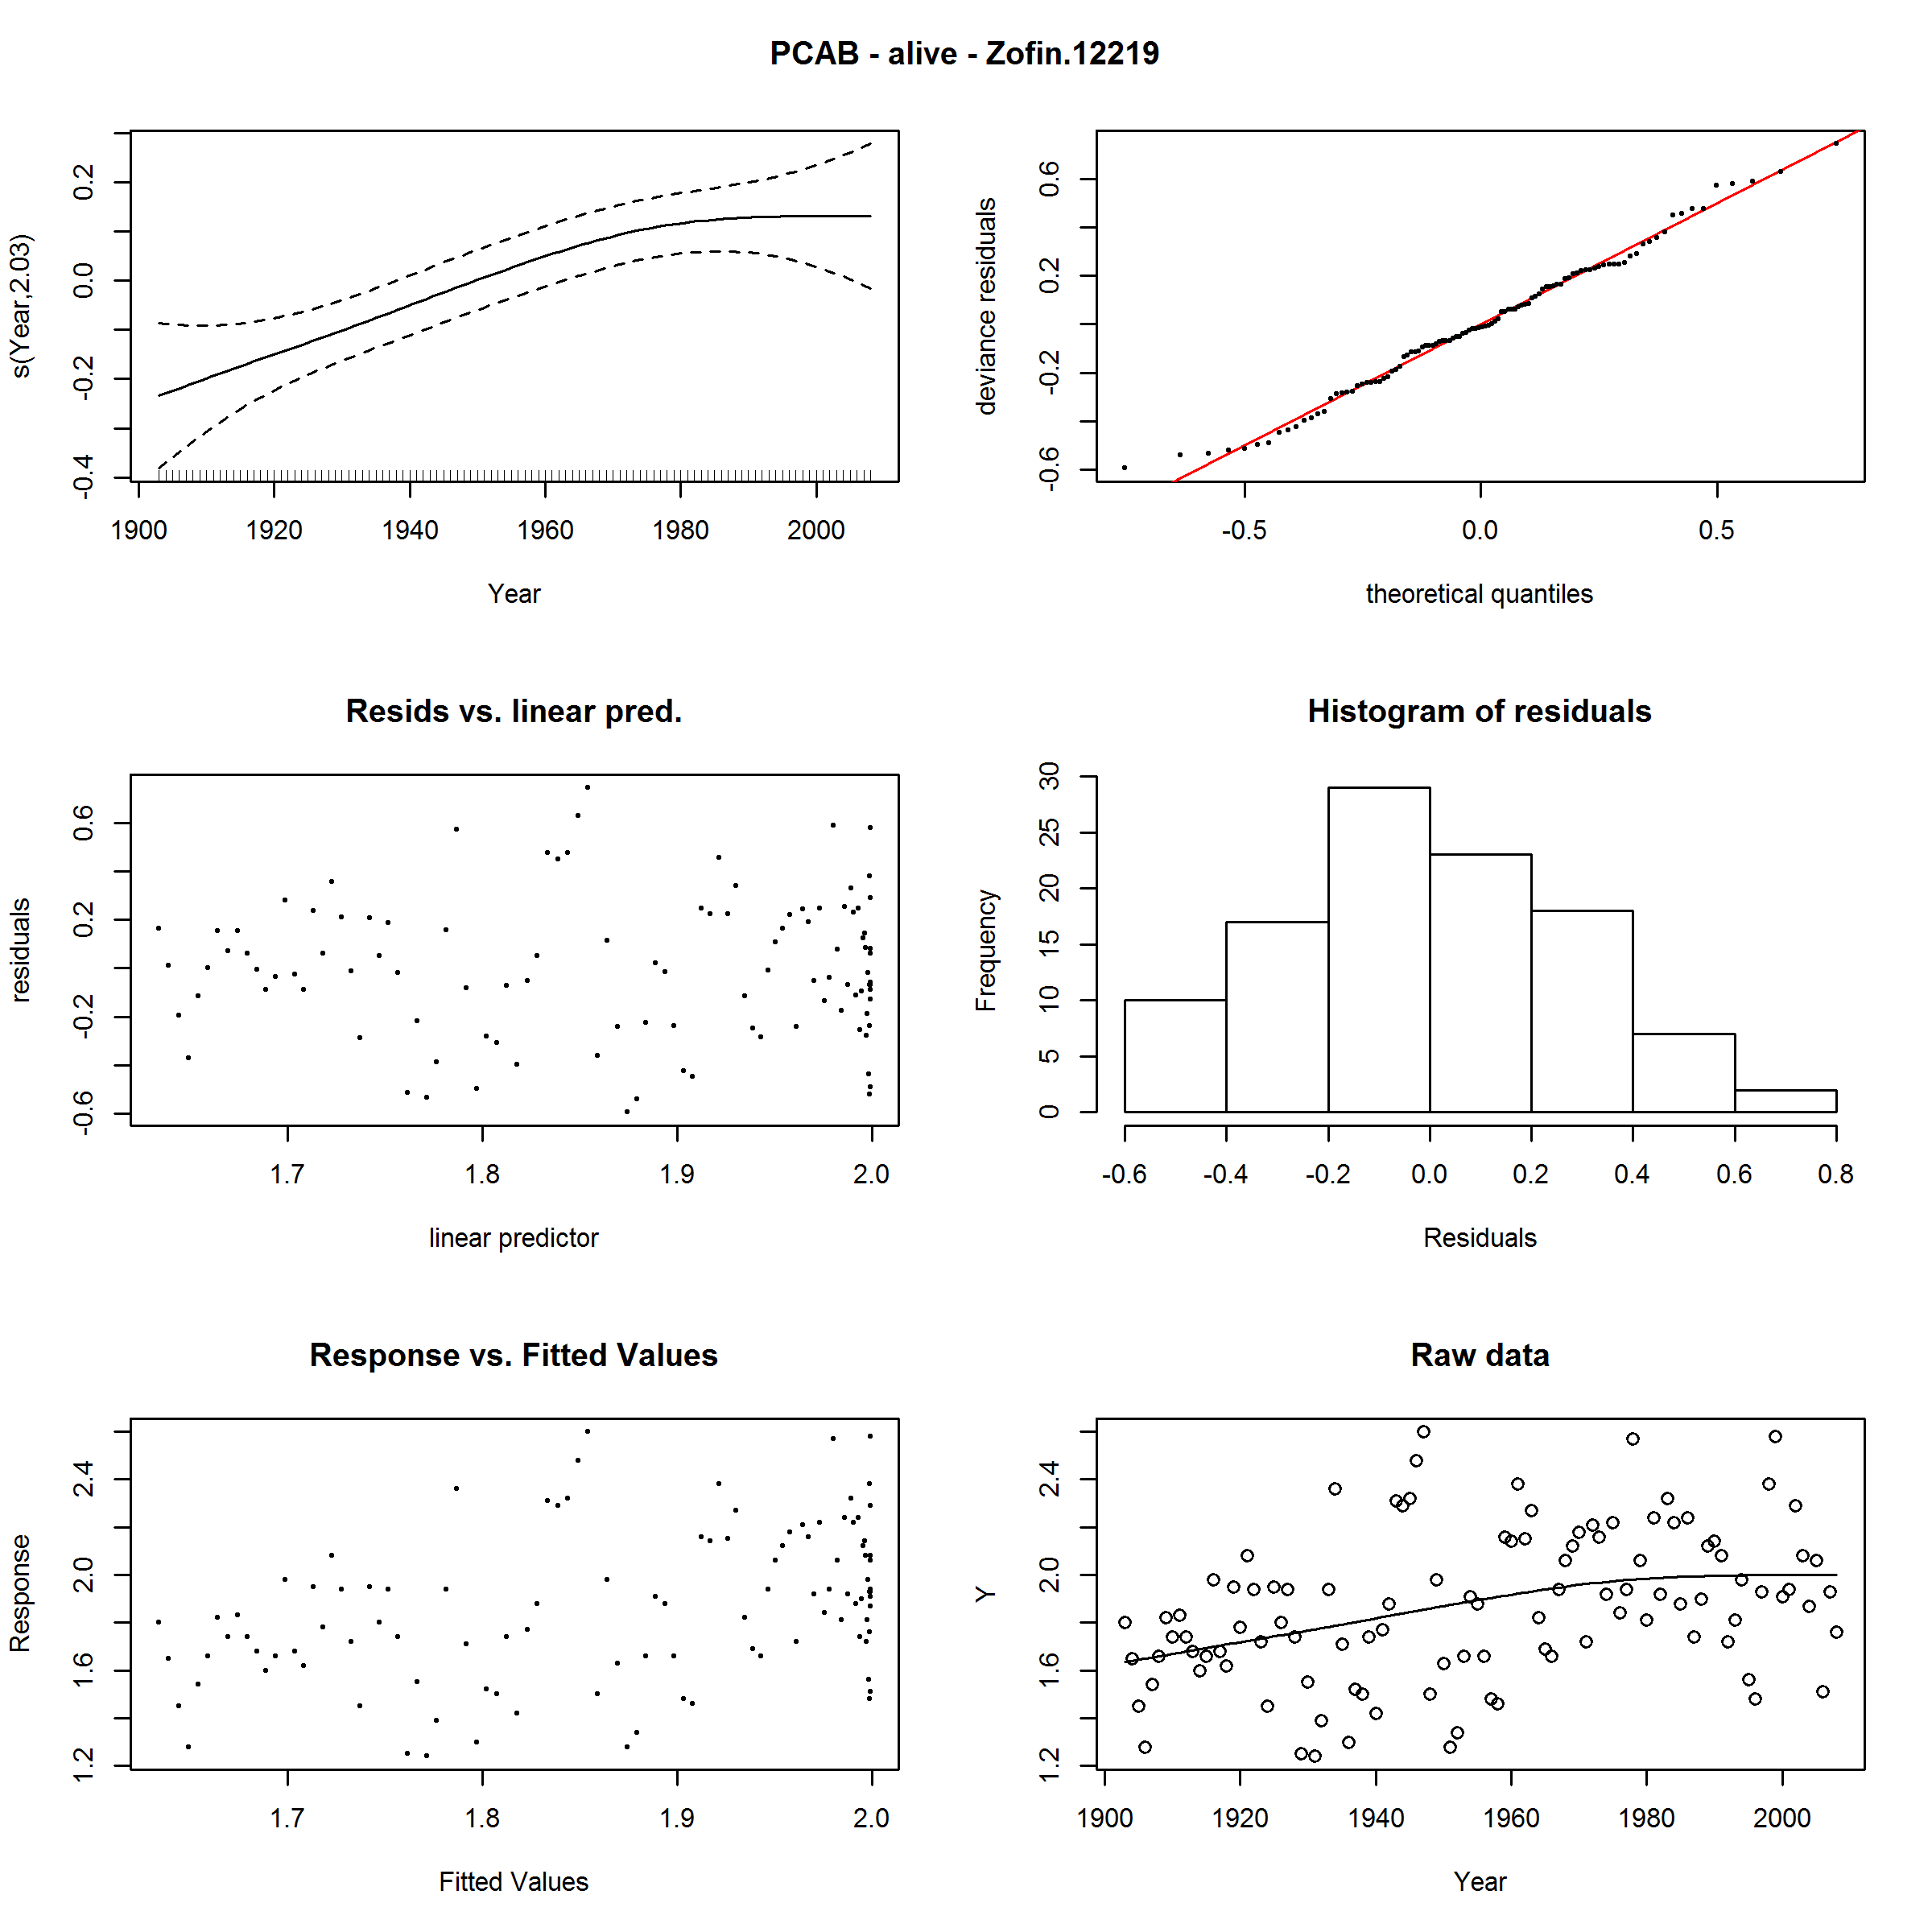 PCAB - alive - Zofin.12219
s(Year,2.03)
-0.4 -0.2 0.0 0.2
1900 1920 1940 1960 1980 2000
Year
deviance residuals
-0.6 -0.2 0.2 0.6
-0.5 0.0 0.5
theoretical quantiles
Resids vs. linear pred.
residuals
-0.6 -0.2 0.2 0.6
1.7 1.8 1.9 2.0
linear predictor
Histogram of residuals
Frequency
0 5 10 15 20 25 30
-0.6 -0.4 -0.2 0.0 0.2 0.4 0.6 0.8
Residuals
Response vs. Fitted Values
Response
1.2 1.6 2.0 2.4
1.7 1.8 1.9 2.0
Fitted Values
Raw data
Y
1.2 1.6 2.0 2.4
1900 1920 1940 1960 1980 2000
Year